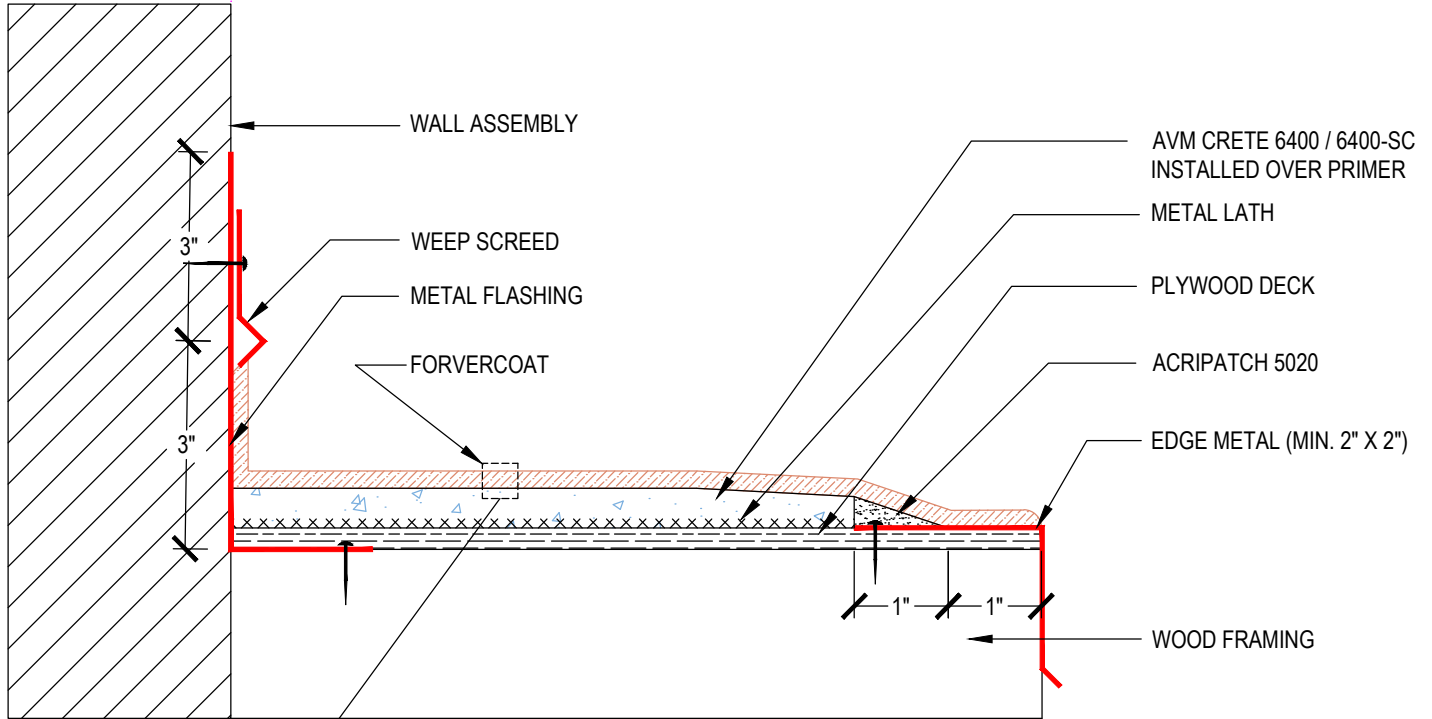 WALL ASSEMBLY
AVM CRETE 6400 / 6400-SC
INSTALLED OVER PRIMER
METAL LATH
3"
WEEP SCREED
METAL FLASHING
PLYWOOD DECK
FORVERCOAT
ACRIPATCH 5020
3"
EDGE METAL (MIN. 2" X 2")
1"
1"
WOOD FRAMING